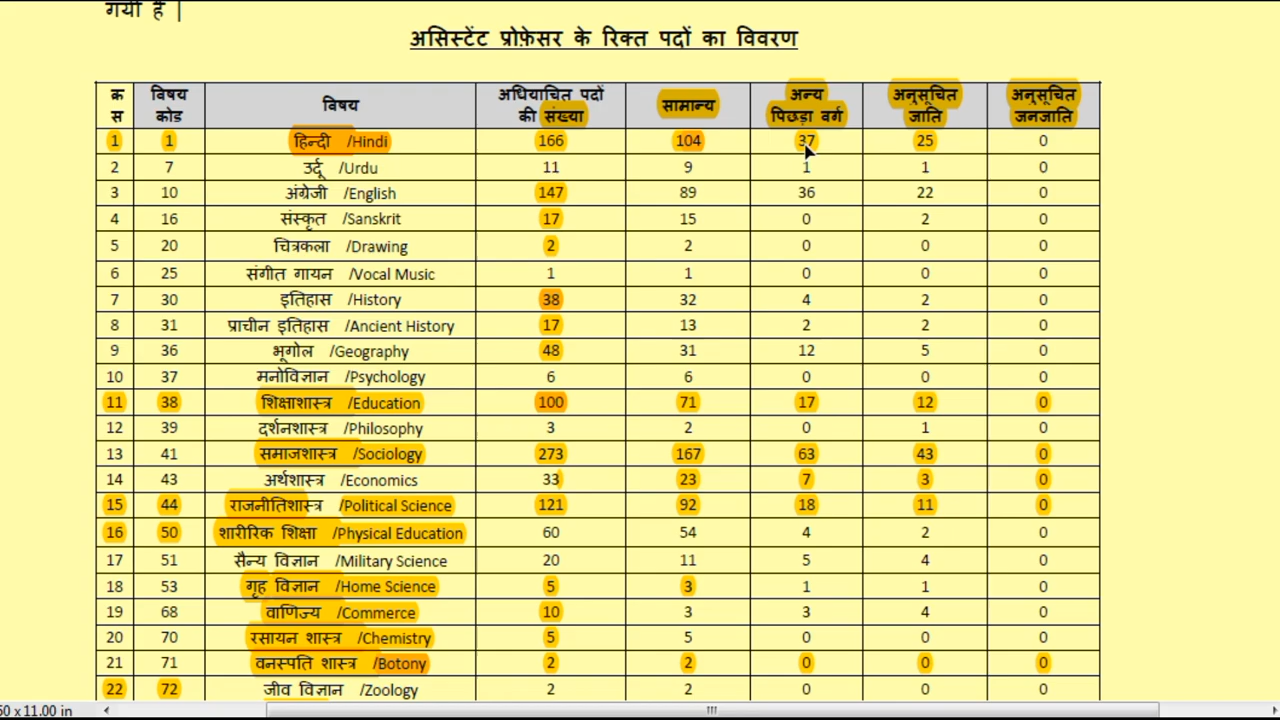 गयी हैं |
असिस्टेंट प्रोफ़ेसर के रिक्त पदों का विवरण
क्र स विषय कोड विषय अधियाचित पदों की संख्या सामान्य अन्य पिछड़ा वर्ग अनुसूचित जाति अनुसूचित जनजाति
1 1 हिन्दी /Hindi 166 104 37 25 0
2 7 उर्दू /Urdu 11 9 1 1 0
3 10 अंग्रेजी /English 147 89 36 22 0
4 16 संस्कृत /Sanskrit 17 15 0 2 0
5 20 चित्रकला /Drawing 2 2 0 0 0
6 25 संगीत गायन /Vocal Music 1 1 0 0 0
7 30 इतिहास /History 38 32 4 2 0
8 31 प्राचीन इतिहास /Ancient History 17 13 2 2 0
9 36 भूगोल /Geography 48 31 12 5 0
10 37 मनोविज्ञान /Psychology 6 6 0 0 0
11 38 शिक्षाशास्त्र /Education 100 71 17 12 0
12 39 दर्शनशास्त्र /Philosophy 3 2 0 1 0
13 41 समाजशास्त्र /Sociology 273 167 63 43 0
14 43 अर्थशास्त्र /Economics 33 23 7 3 0
15 44 राजनीतिशास्त्र /Political Science 121 92 18 11 0
16 50 शारीरिक शिक्षा /Physical Education 60 54 4 2 0
17 51 सैन्य विज्ञान /Military Science 20 11 5 4 0
18 53 गृह विज्ञान /Home Science 5 3 1 1 0
19 68 वाणिज्य /Commerce 10 3 3 4 0
20 70 रसायन शास्त्र /Chemistry 5 5 0 0 0
21 71 वनस्पति शास्त्र /Botony 2 2 0 0 0
22 72 जीव विज्ञान /Zoology 2 2 0 0 0
50 x 11.00 in